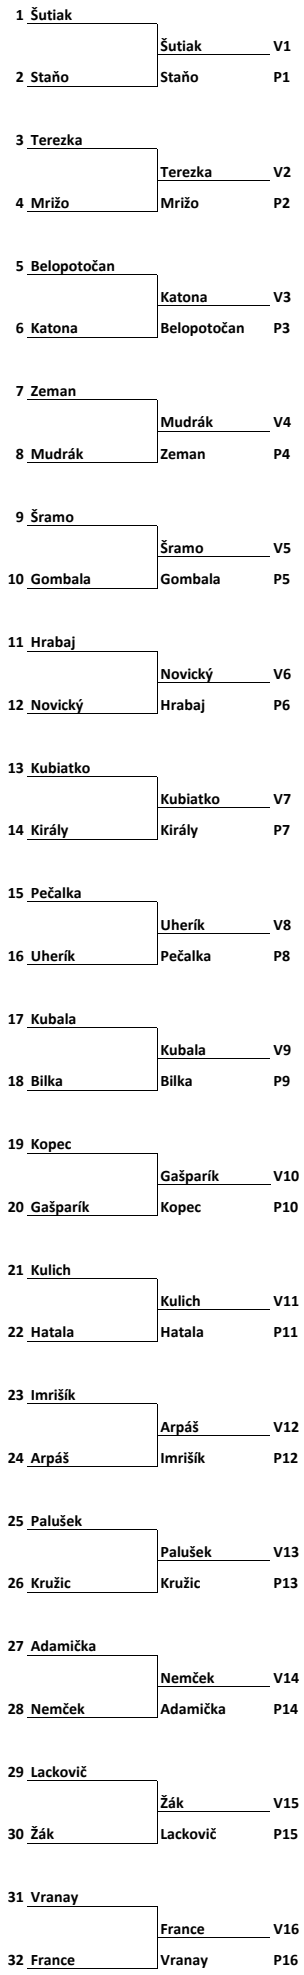 1 Šutiak
Šutiak V1
2 Staňo Staňo P1
3 Terezka
Terezka V2
4 Mrižo Mrižo P2
5 Belopotočan
Katona V3
6 Katona Belopotočan P3
7 Zeman
Mudrák V4
8 Mudrák Zeman P4
9 Šramo
Šramo V5
10 Gombala Gombala P5
11 Hrabaj
Novický V6
12 Novický Hrabaj P6
13 Kubiatko
Kubiatko V7
14 Király Király P7
15 Pečalka
Uherík V8
16 Uherík Pečalka P8
17 Kubala
Kubala V9
18 Bilka Bilka P9
19 Kopec
Gašparík V10
20 Gašparík Kopec P10
21 Kulich
Kulich V11
22 Hatala Hatala P11
23 Imrišík
Arpáš V12
24 Arpáš Imrišík P12
25 Palušek
Palušek V13
26 Kružic Kružic P13
27 Adamička
Nemček V14
28 Nemček Adamička P14
29 Lackovič
Žák V15
30 Žák Lackovič P15
31 Vranay
France V16
32 France Vranay P16